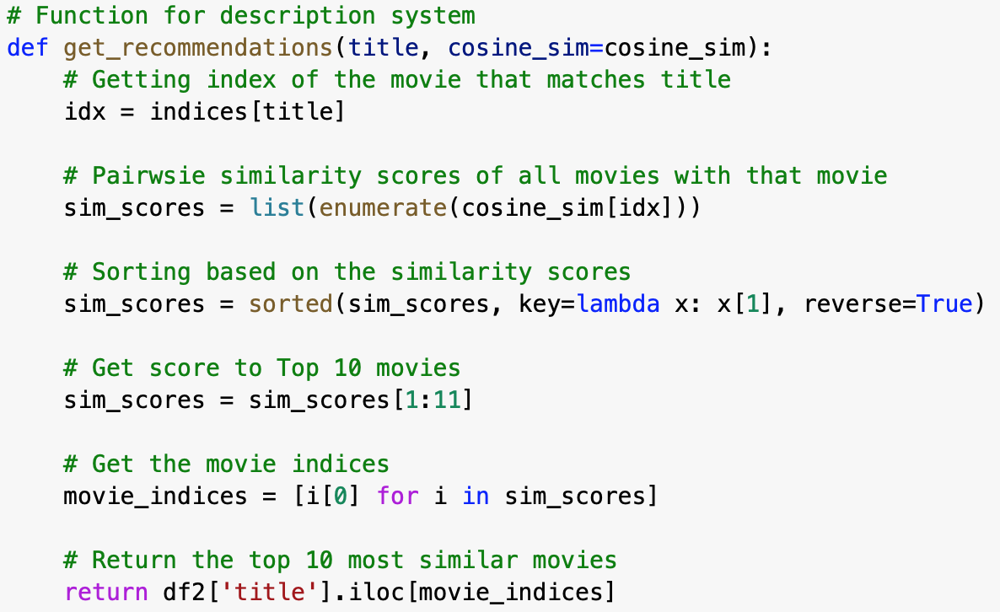 # Function for description system
def get_recommendations(title, cosine_sim=cosine_sim):
    # Getting index of the movie that matches title
    idx = indices[title]

    # Pairwsie similarity scores of all movies with that movie
    sim_scores = list(enumerate(cosine_sim[idx]))

    # Sorting based on the similarity scores
    sim_scores = sorted(sim_scores, key=lambda x: x[1], reverse=True)

    # Get score to Top 10 movies
    sim_scores = sim_scores[1:11]

    # Get the movie indices
    movie_indices = [i[0] for i in sim_scores]

    # Return the top 10 most similar movies
    return df2['title'].iloc[movie_indices]